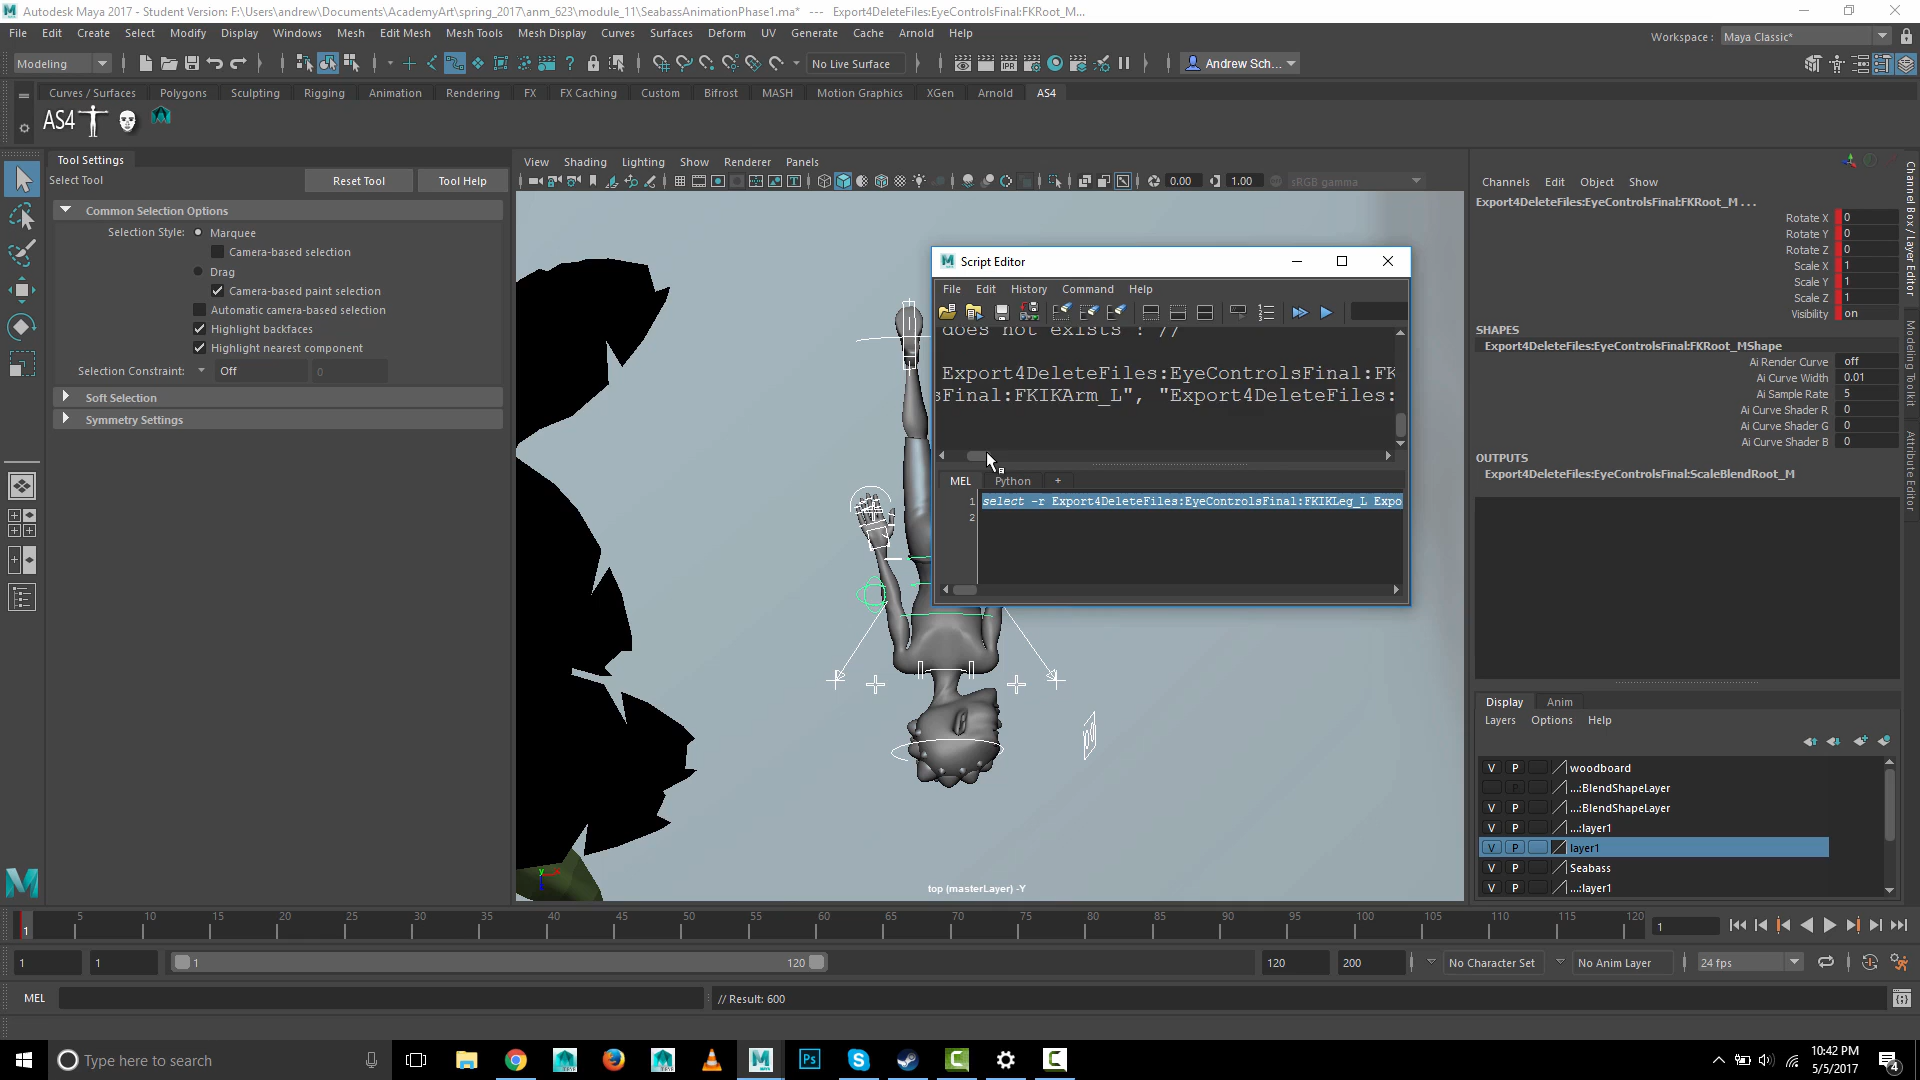 Autodesk Maya 2017 - Student Version: F:\Users\andrew\Documents\AcademyArt\spring_2017\anm_623\module_11\SeabassAnimationPhase1.ma* --- Export4DeleteFiles:EyeControlsFinal:FKRoot_M...
File Edit Create Select Modify Display Windows Mesh Edit Mesh Mesh Tools Mesh Display Curves Surfaces Deform UV Generate Cache Arnold Help
Workspace : Maya Classic*
Modeling No Live Surface Andrew Sch...
Curves / Surfaces Polygons Sculpting Rigging Animation Rendering FX FX Caching Custom Bifrost MASH Motion Graphics XGen Arnold AS4
AS4
Tool Settings
Select Tool Reset Tool Tool Help
Common Selection Options
Selection Style: Marquee
Camera-based selection
Drag
Camera-based paint selection
Automatic camera-based selection
Highlight backfaces
Highlight nearest component
Selection Constraint: Off 0
Soft Selection
Symmetry Settings
View Shading Lighting Show Renderer Panels
0.00 1.00 sRGB gamma
Script Editor
File Edit History Command Help
does not exists : //
Export4DeleteFiles:EyeControlsFinal:FK
sFinal:FKIKArm_L", "Export4DeleteFiles:
MEL Python +
1 select -r Export4DeleteFiles:EyeControlsFinal:FKIKLeg_L Expo
2
top (masterLayer) -Y
Channels Edit Object Show
Export4DeleteFiles:EyeControlsFinal:FKRoot_M . . .
Rotate X 0
Rotate Y 0
Rotate Z 0
Scale X 1
Scale Y 1
Scale Z 1
Visibility on
SHAPES
Export4DeleteFiles:EyeControlsFinal:FKRoot_MShape
Ai Render Curve off
Ai Curve Width 0.01
Ai Sample Rate 5
Ai Curve Shader R 0
Ai Curve Shader G 0
Ai Curve Shader B 0
OUTPUTS
Export4DeleteFiles:EyeControlsFinal:ScaleBlendRoot_M
Channel Box / Layer Editor
Modeling Toolkit
Attribute Editor
Display Anim
Layers Options Help
V P woodboard
P ...:BlendShapeLayer
V P ...:BlendShapeLayer
V P ...:layer1
V P layer1
V P Seabass
V P ...:layer1
5 10 15 20 25 30 35 40 45 50 55 60 65 70 75 80 85 90 95 100 105 110 115 120
1 1
1 1 1 120 120 200 No Character Set No Anim Layer 24 fps
MEL // Result: 600
Type here to search
10:42 PM
5/5/2017
4